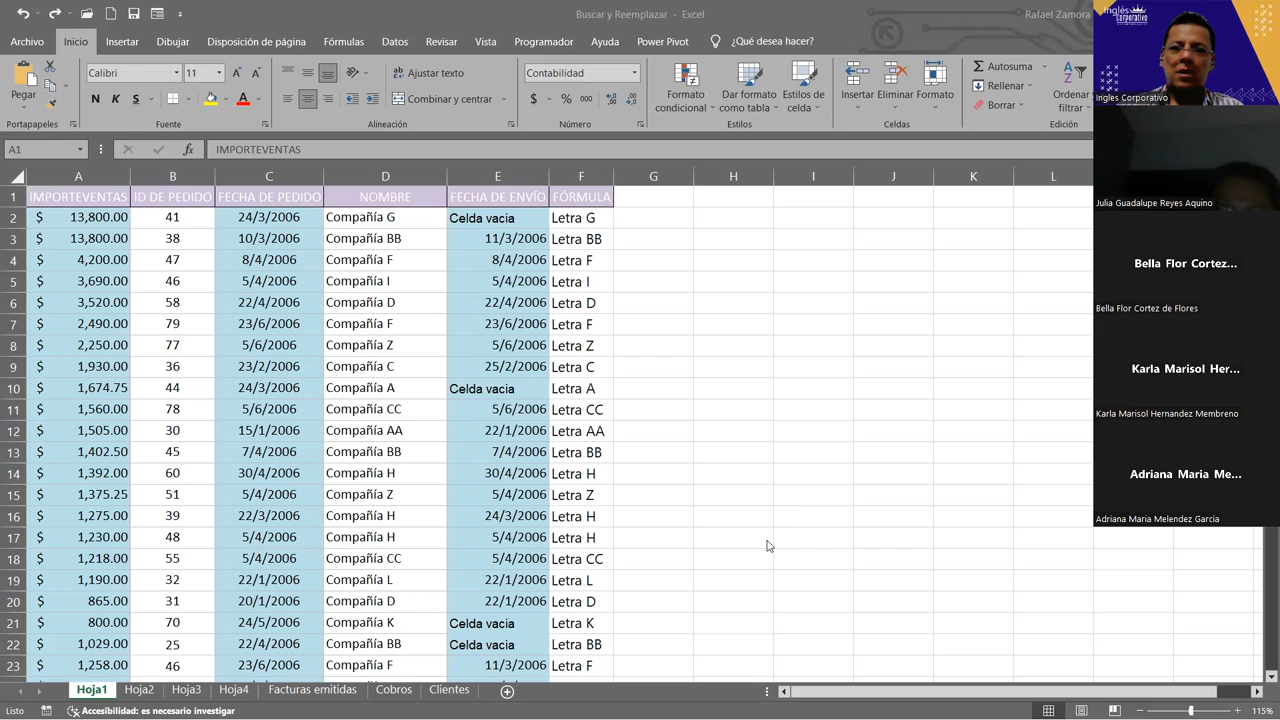 Buscar y Reemplazar - Excel
Rafael Zamora
Archivo Inicio Insertar Dibujar Disposición de página Fórmulas Datos Revisar Vista Programador Ayuda Power Pivot ¿Qué desea hacer?
Pegar
Calibri 11
N K S
Ajustar texto
Combinar y centrar
Contabilidad
$ % 000
Formato condicional
Dar formato como tabla
Estilos de celda
Insertar Eliminar Formato
Autosuma
Rellenar
Borrar
Ordenar
filtrar
Portapapeles Fuente Alineación Número Estilos Celdas Edición
A1 fx IMPORTEVENTAS
A B C D E F G H I J K L
1 IMPORTEVENTAS ID DE PEDIDO FECHA DE PEDIDO NOMBRE FECHA DE ENVÍO FÓRMULA
2 $ 13,800.00 41 24/3/2006 Compañía G Celda vacia Letra G
3 $ 13,800.00 38 10/3/2006 Compañía BB 11/3/2006 Letra BB
4 $ 4,200.00 47 8/4/2006 Compañía F 8/4/2006 Letra F
5 $ 3,690.00 46 5/4/2006 Compañía I 5/4/2006 Letra I
6 $ 3,520.00 58 22/4/2006 Compañía D 22/4/2006 Letra D
7 $ 2,490.00 79 23/6/2006 Compañía F 23/6/2006 Letra F
8 $ 2,250.00 77 5/6/2006 Compañía Z 5/6/2006 Letra Z
9 $ 1,930.00 36 23/2/2006 Compañía C 25/2/2006 Letra C
10 $ 1,674.75 44 24/3/2006 Compañía A Celda vacia Letra A
11 $ 1,560.00 78 5/6/2006 Compañía CC 5/6/2006 Letra CC
12 $ 1,505.00 30 15/1/2006 Compañía AA 22/1/2006 Letra AA
13 $ 1,402.50 45 7/4/2006 Compañía BB 7/4/2006 Letra BB
14 $ 1,392.00 60 30/4/2006 Compañía H 30/4/2006 Letra H
15 $ 1,375.25 51 5/4/2006 Compañía Z 5/4/2006 Letra Z
16 $ 1,275.00 39 22/3/2006 Compañía H 24/3/2006 Letra H
17 $ 1,230.00 48 5/4/2006 Compañía H 5/4/2006 Letra H
18 $ 1,218.00 55 5/4/2006 Compañía CC 5/4/2006 Letra CC
19 $ 1,190.00 32 22/1/2006 Compañía L 22/1/2006 Letra L
20 $ 865.00 31 20/1/2006 Compañía D 22/1/2006 Letra D
21 $ 800.00 70 24/5/2006 Compañía K Celda vacia Letra K
22 $ 1,029.00 25 22/4/2006 Compañía BB Celda vacia Letra BB
23 $ 1,258.00 46 23/6/2006 Compañía F 11/3/2006 Letra F
Hoja1 Hoja2 Hoja3 Hoja4 Facturas emitidas Cobros Clientes
Listo Accesibilidad: es necesario investigar 115%
Inglés
Corporativo
Ingles Corporativo
Julia Guadalupe Reyes Aquino
Bella Flor Cortez...
Bella Flor Cortez de Flores
Karla Marisol Her...
Karla Marisol Hernandez Membreno
Adriana Maria Me...
Adriana Maria Melendez Garcia